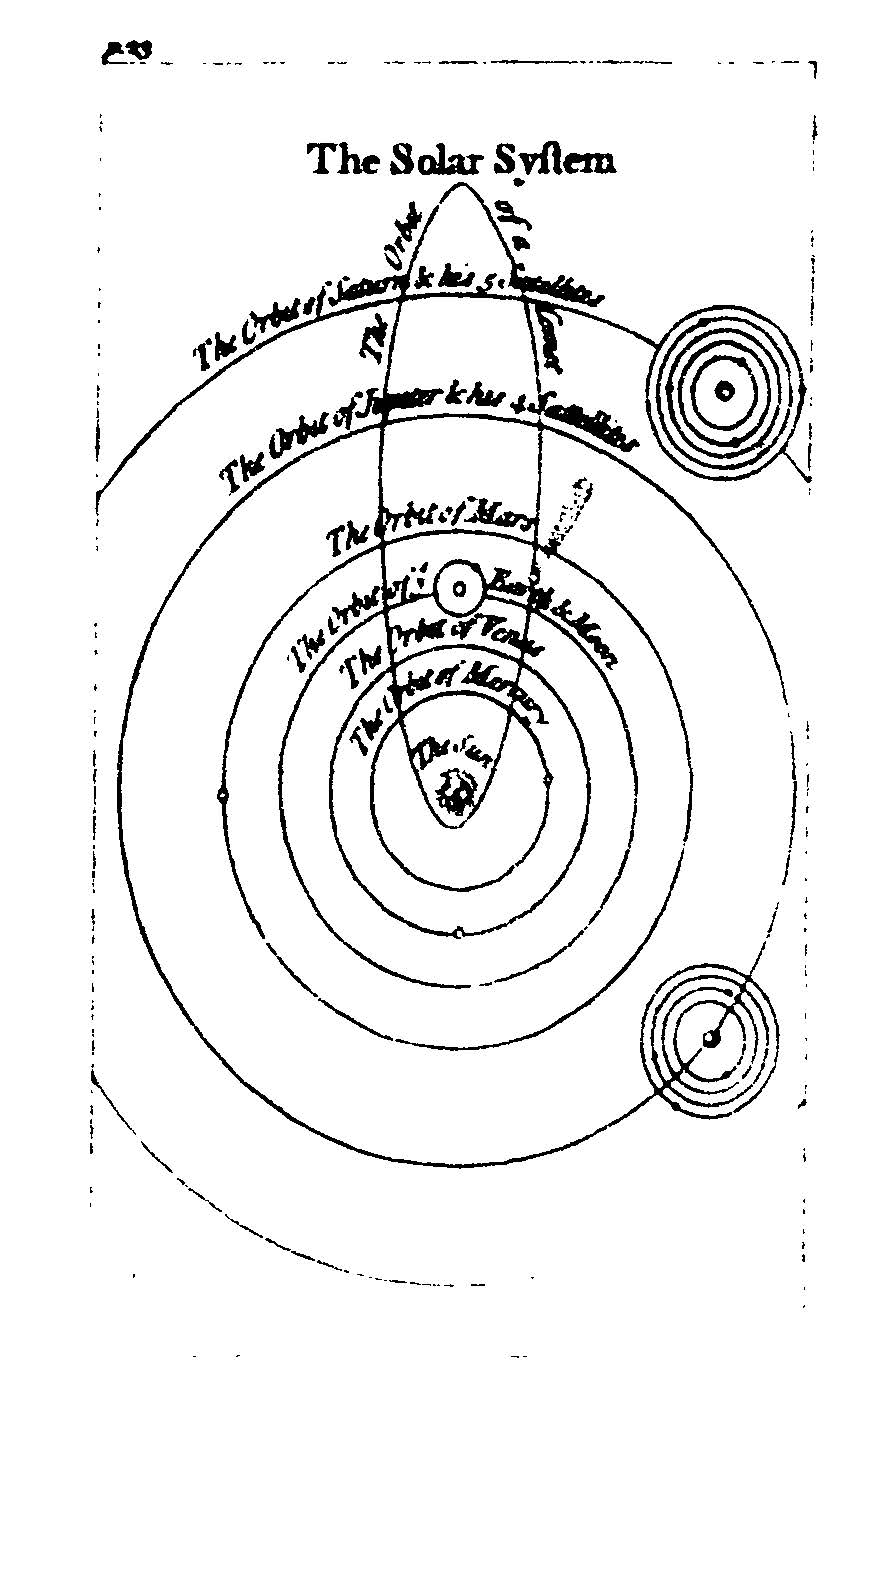 The Solar Syſtem
The Orbit of a Comet
The Orbit of Saturn & his 5 Satellites
The Orbit of Jupiter & his 4 Satellites
The Orbit of Mars
The Orbit of Earth & Moon
The Orbit of Venus
The Orbit of Mercury
The Sun